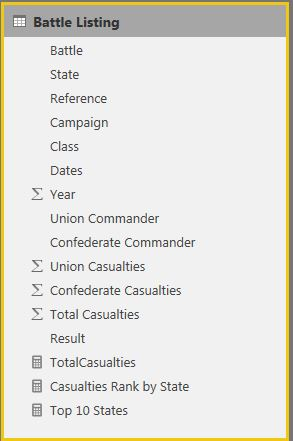 Battle Listing
Battle
State
Reference
Campaign
Class
Dates
Year
Union Commander
Confederate Commander
Union Casualties
Confederate Casualties
Total Casualties
Result
TotalCasualties
Casualties Rank by State
Top 10 States